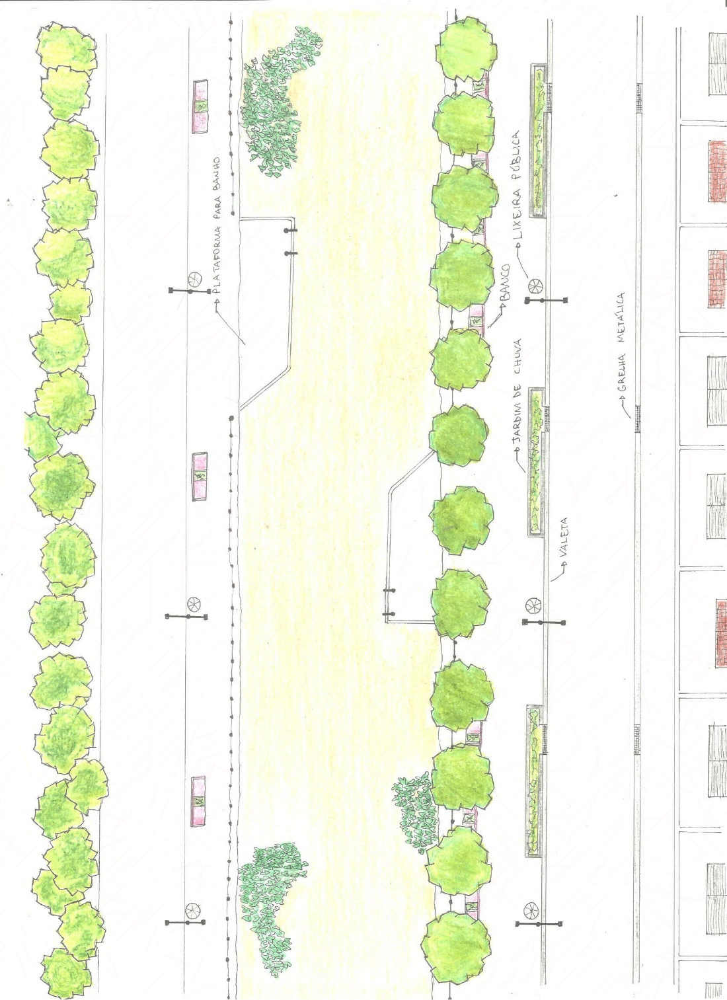 PLATAFORMA PARA BANHO
LIXEIRA PÚBLICA
BANCO
JARDIM DE CHUVA
GRELHA METÁLICA
VALETA